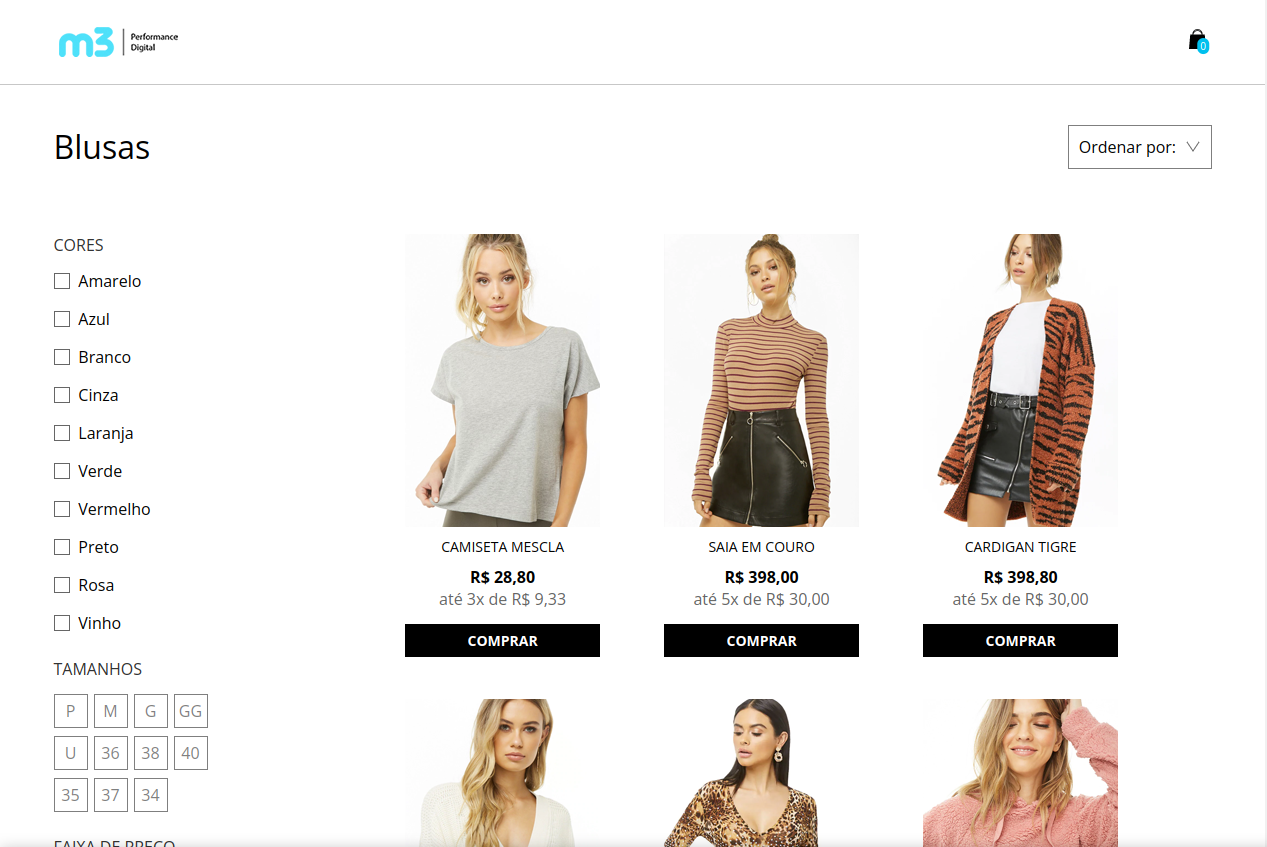 m3 Performance
Digital
0
Blusas
Ordenar por:
CORES
Amarelo
Azul
Branco
Cinza
Laranja
Verde
Vermelho
Preto
Rosa
Vinho
TAMANHOS
P M G GG
U 36 38 40
35 37 34
FAIXA DE PREÇO
CAMISETA MESCLA
R$ 28,80
até 3x de R$ 9,33
COMPRAR
SAIA EM COURO
R$ 398,00
até 5x de R$ 30,00
COMPRAR
CARDIGAN TIGRE
R$ 398,80
até 5x de R$ 30,00
COMPRAR